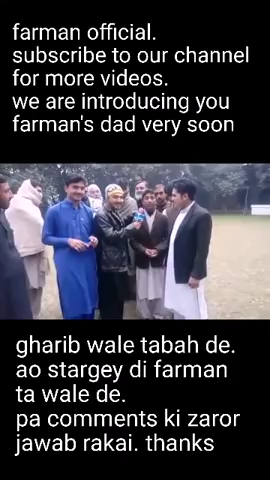 farman official.
subscribe to our channel
for more videos.
we are introducing you
farman's dad very soon
gharib wale tabah de.
ao stargey di farman
ta wale de.
pa comments ki zaror
jawab rakai. thanks